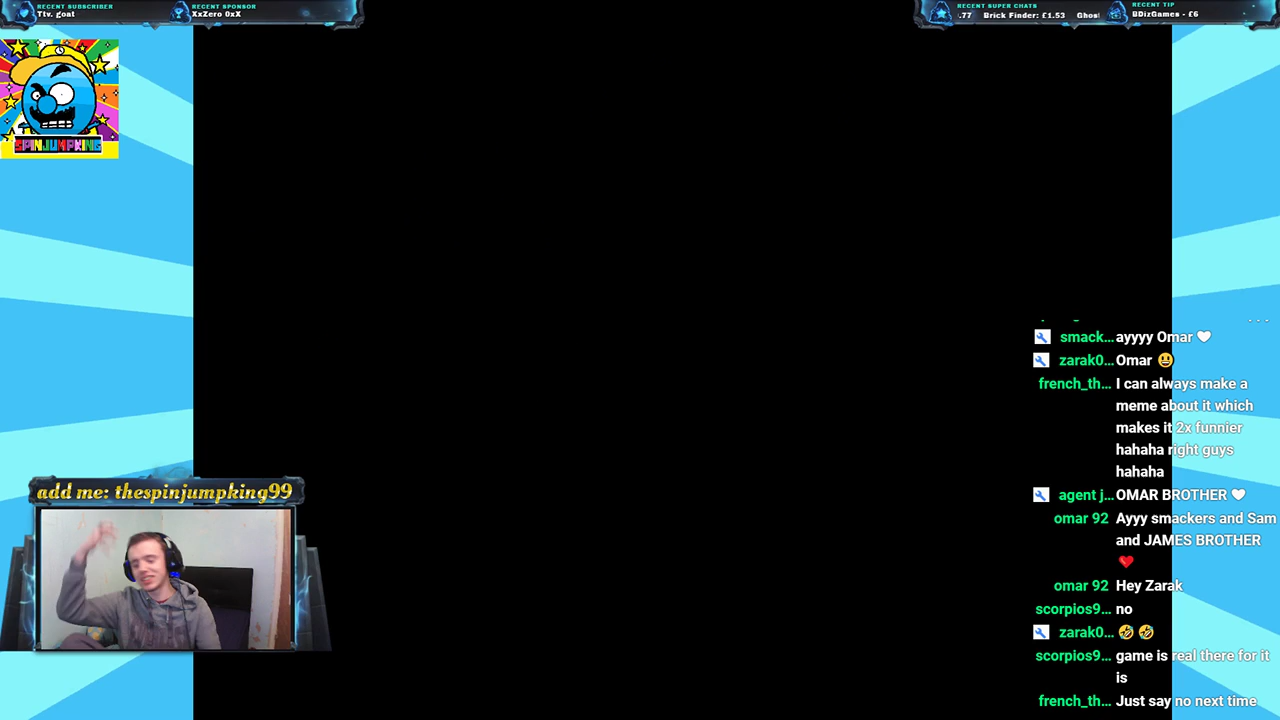 RECENT SUBSCRIBER
Ttv. goat
RECENT SPONSOR
XxZero 0xX
RECENT SUPER CHATS
.77 Brick Finder: £1.53 Ghos
RECENT TIP
BDizGames - £6
SPINJUMPKING
smack... ayyyy Omar 🤍
zarak0... Omar 😃
french_th... I can always make a
meme about it which
makes it 2x funnier
hahaha right guys
hahaha
agent j... OMAR BROTHER 🤍
omar 92 Ayyy smackers and Sam
and JAMES BROTHER
❤️
omar 92 Hey Zarak
scorpios9... no
zarak0... 🤣 🤣
scorpios9... game is real there for it
is
french_th... Just say no next time
add me: thespinjumpking99